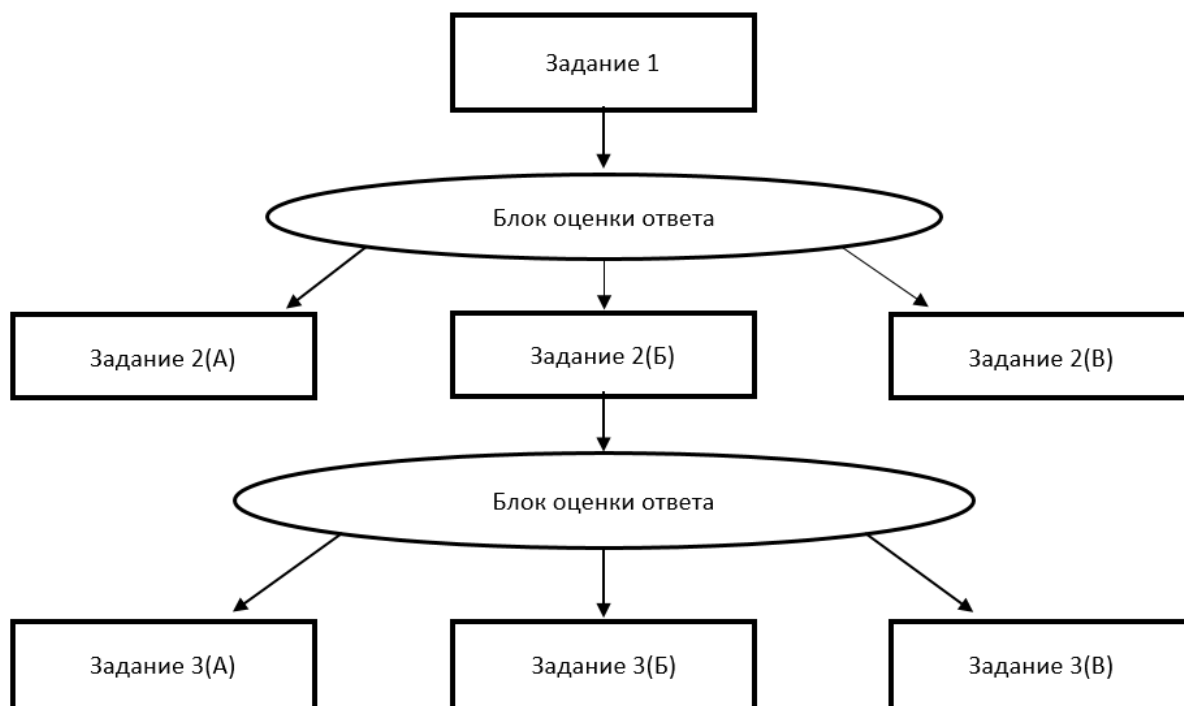 Задание 1
Блок оценки ответа
Задание 2(А)
Задание 2(Б)
Задание 2(В)
Блок оценки ответа
Задание 3(А)
Задание 3(Б)
Задание 3(В)